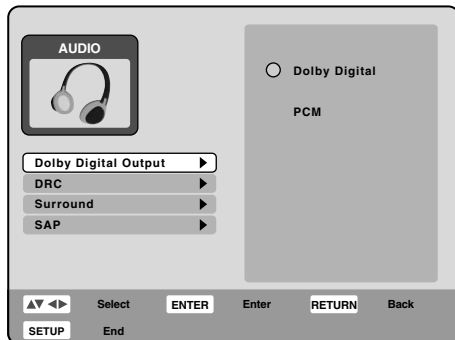 AUDIO
Dolby Digital Output
DRC
Surround
SAP
Dolby Digital
PCM
Select ENTER Enter RETURN Back
SETUP End